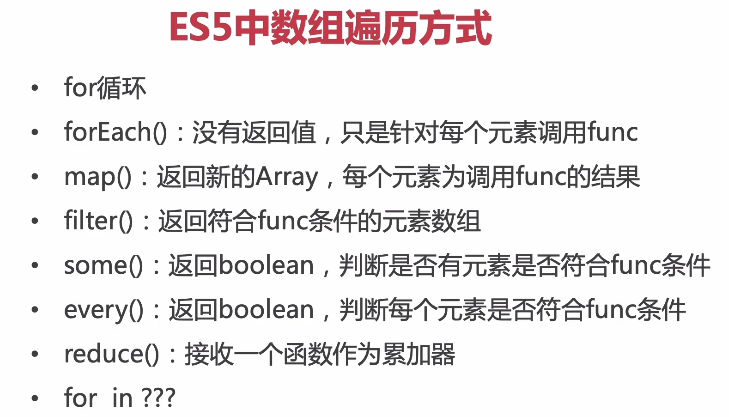 ES5中数组遍历方式
• for循环
• forEach()：没有返回值，只是针对每个元素调用func
• map()：返回新的Array，每个元素为调用func的结果
• filter()：返回符合func条件的元素数组
• some()：返回boolean，判断是否有元素是否符合func条件
• every()：返回boolean，判断每个元素是否符合func条件
• reduce()：接收一个函数作为累加器
• for in ???